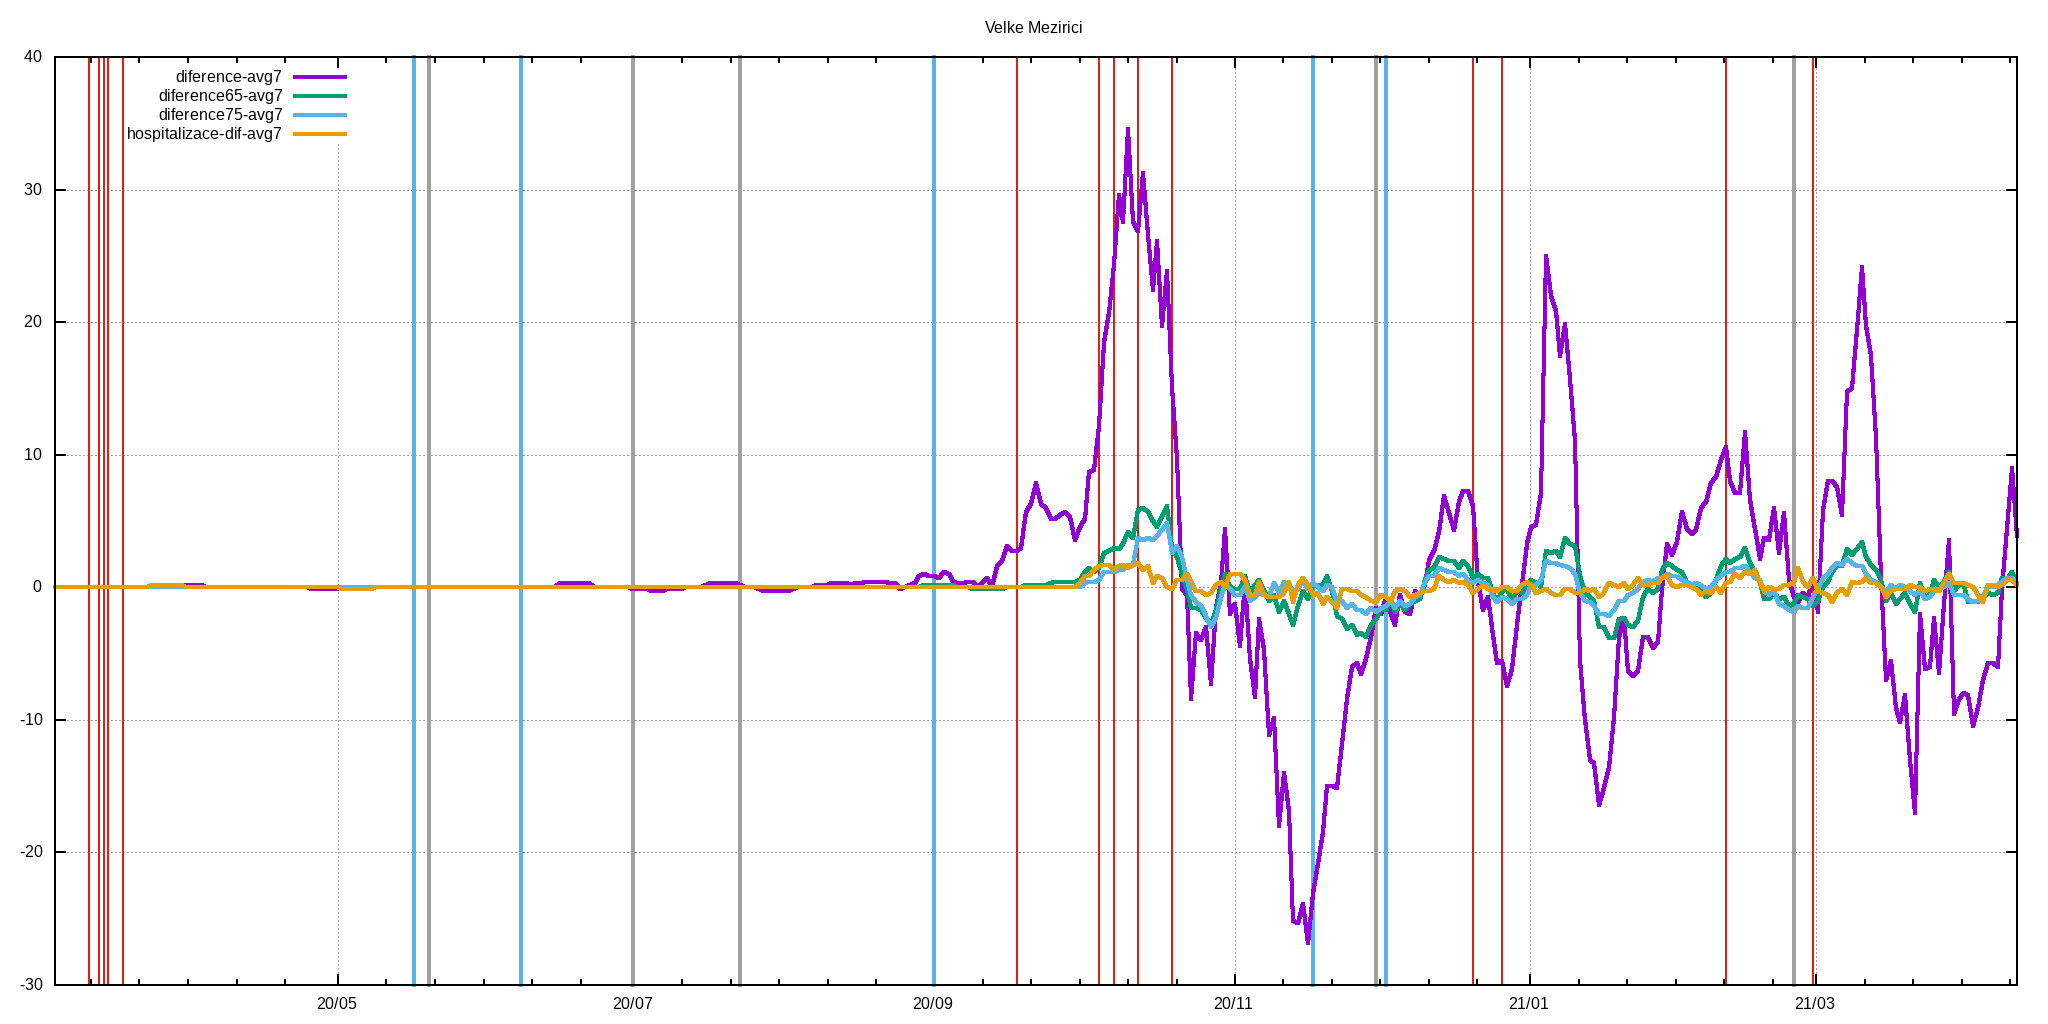 Velke Mezirici
40
diference-avg7
diference65-avg7
diference75-avg7
hospitalizace-dif-avg7
30
20
10
0
-10
-20
-30
20/05 20/07 20/09 20/11 21/01 21/03